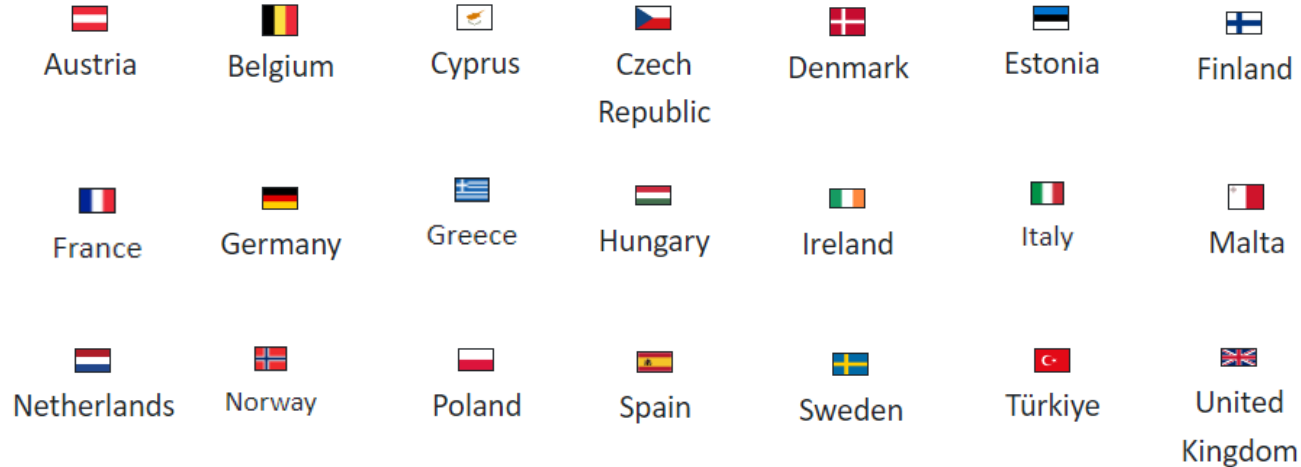 Austria
Belgium
Cyprus
Czech
Republic
Denmark
Estonia
Finland
France
Germany
Greece
Hungary
Ireland
Italy
Malta
Netherlands
Norway
Poland
Spain
Sweden
Türkiye
United
Kingdom